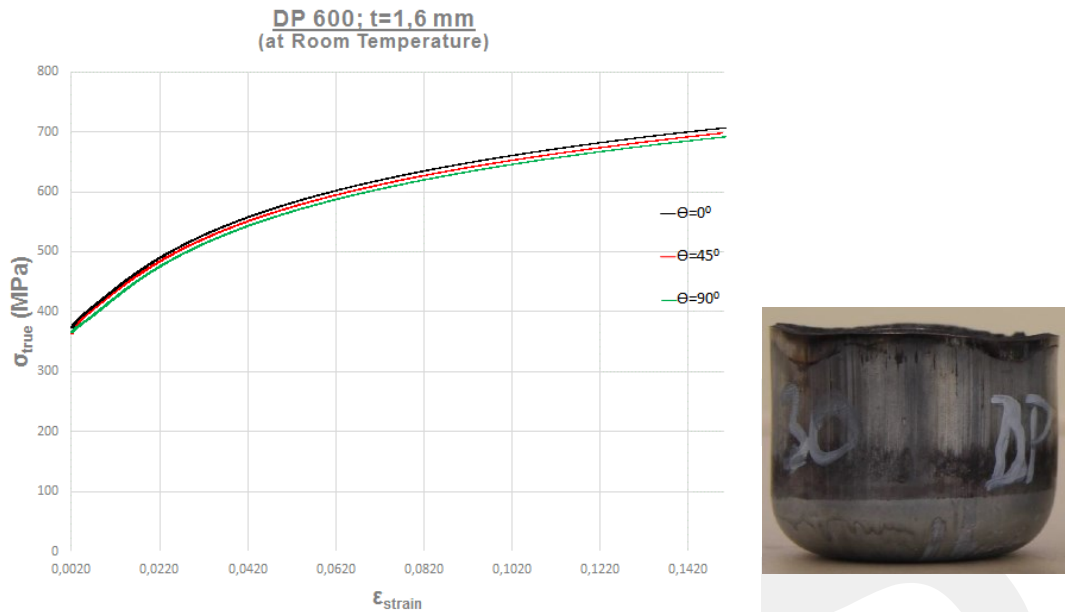 DP 600; t=1,6 mm
(at Room Temperature)
800
700
600
500
400
300
200
100
0
σtrue (MPa)
0,0020 0,0220 0,0420 0,0620 0,0820 0,1020 0,1220 0,1420
εstrain
Θ=0⁰
Θ=45⁰
Θ=90⁰
30 DP